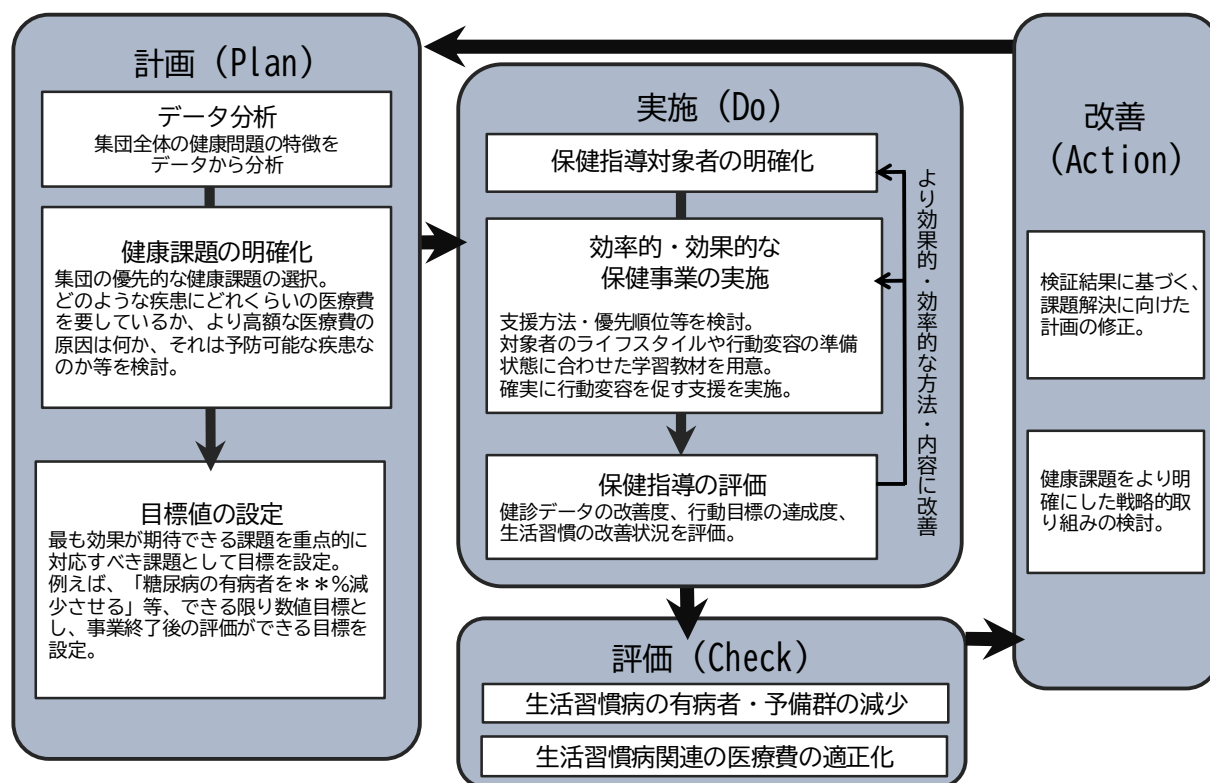 計画（Plan）
データ分析
集団全体の健康問題の特徴を
データから分析
健康課題の明確化
集団の優先的な健康課題の選択。
どのような疾患にどれくらいの医療費
を要しているか、より高額な医療費の
原因は何か、それは予防可能な疾患な
のか等を検討。
目標値の設定
最も効果が期待できる課題を重点的に
対応すべき課題として目標を設定。
例えば、「糖尿病の有病者を＊＊%減
少させる」等、できる限り数値目標と
し、事業終了後の評価ができる目標を
設定。
実施（Do）
保健指導対象者の明確化
効率的・効果的な
保健事業の実施
支援方法・優先順位等を検討。
対象者のライフスタイルや行動変容の準備
状態に合わせた学習教材を用意。
確実に行動変容を促す支援を実施。
保健指導の評価
健診データの改善度、行動目標の達成度、
生活習慣の改善状況を評価。
より効果的・効率的な方法・内容に改善
評価（Check）
生活習慣病の有病者・予備群の減少
生活習慣病関連の医療費の適正化
改善
（Action）
検証結果に基づく、
課題解決に向けた
計画の修正。
健康課題をより明
確にした戦略的取
り組みの検討。